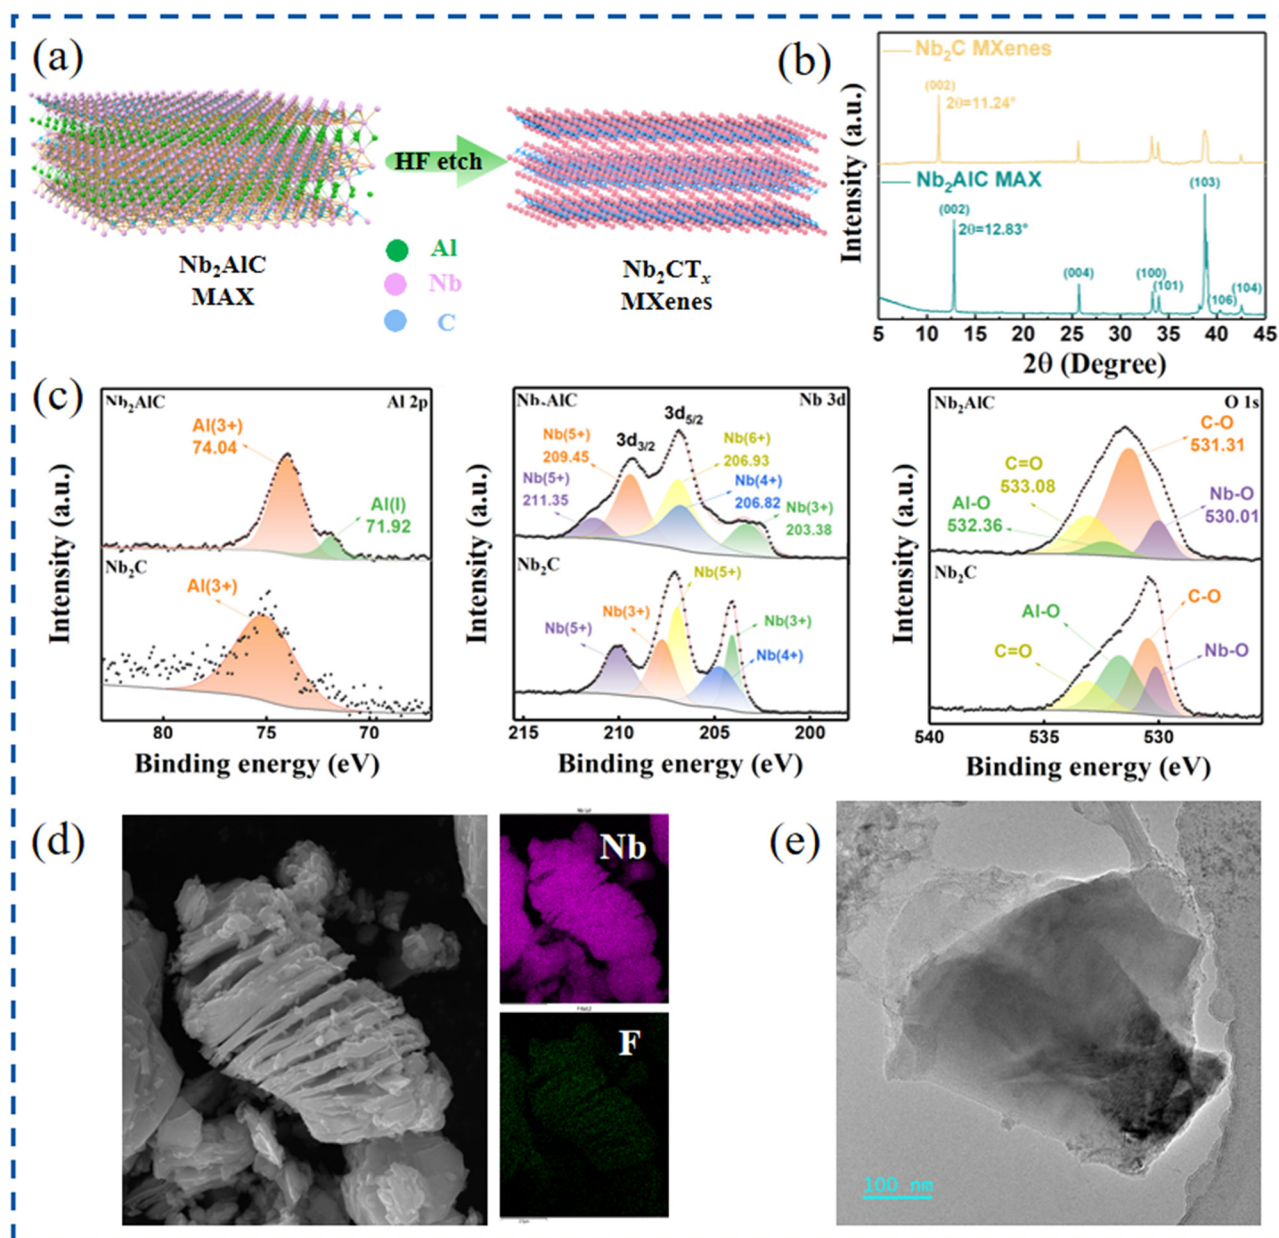 (a)
HF etch
Nb₂AlC
MAX
Al
Nb
C
Nb₂CTₓ
MXenes
(b)
Intensity (a.u.)
Nb₂C MXenes
(002)
2θ=11.24°
Nb₂AlC MAX
(002)
2θ=12.83°
(004)
(100)
(101)
(103)
(106)
(104)
5 10 15 20 25 30 35 40 45
2θ (Degree)
(c)
Intensity (a.u.)
Nb₂AlC
Al 2p
Al(3+)
74.04
Al(I)
71.92
Nb₂C
Al(3+)
80 75 70
Binding energy (eV)
Intensity (a.u.)
Nb₂AlC
Nb 3d
3d₃/₂
3d₅/₂
Nb(5+)
209.45
Nb(5+)
211.35
Nb(6+)
206.93
Nb(4+)
206.82
Nb(3+)
203.38
Nb₂C
Nb(5+)
Nb(3+)
Nb(5+)
Nb(3+)
Nb(4+)
215 210 205 200
Binding energy (eV)
Intensity (a.u.)
Nb₂AlC
O 1s
C-O
531.31
C=O
533.08
Al-O
532.36
Nb-O
530.01
Nb₂C
C-O
Al-O
C=O
Nb-O
540 535 530
Binding energy (eV)
(d)
Nb
F
(e)
100 nm